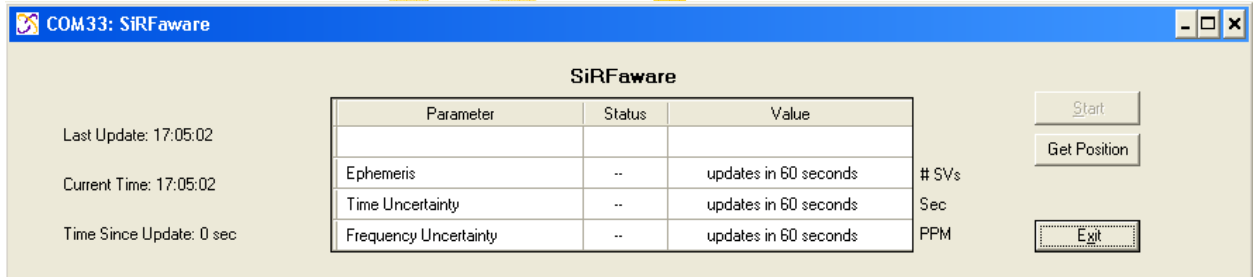 COM33: SiRFaware
SiRFaware
Parameter Status Value
Start
Last Update: 17:05:02
Get Position
Ephemeris -- updates in 60 seconds # SVs
Current Time: 17:05:02
Time Uncertainty -- updates in 60 seconds Sec
Time Since Update: 0 sec
Frequency Uncertainty -- updates in 60 seconds PPM
Exit